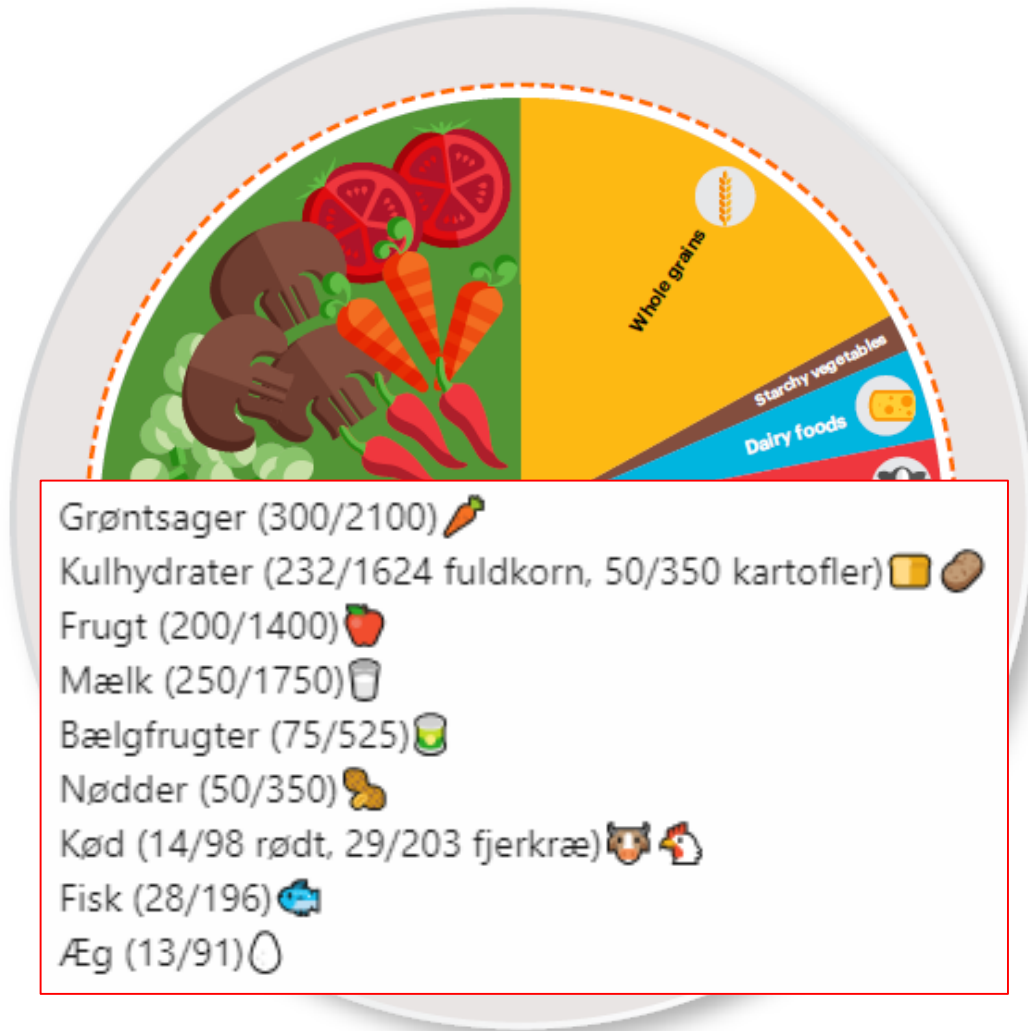 Whole grains
Starchy vegetables
Dairy foods
Grøntsager (300/2100)🥕
Kulhydrater (232/1624 fuldkorn, 50/350 kartofler)🍞🥔
Frugt (200/1400)🍎
Mælk (250/1750)🥛
Bælgfrugter (75/525)🥫
Nødder (50/350)🥜
Kød (14/98 rødt, 29/203 fjerkræ)🐮🐔
Fisk (28/196)🐟
Æg (13/91)🥚